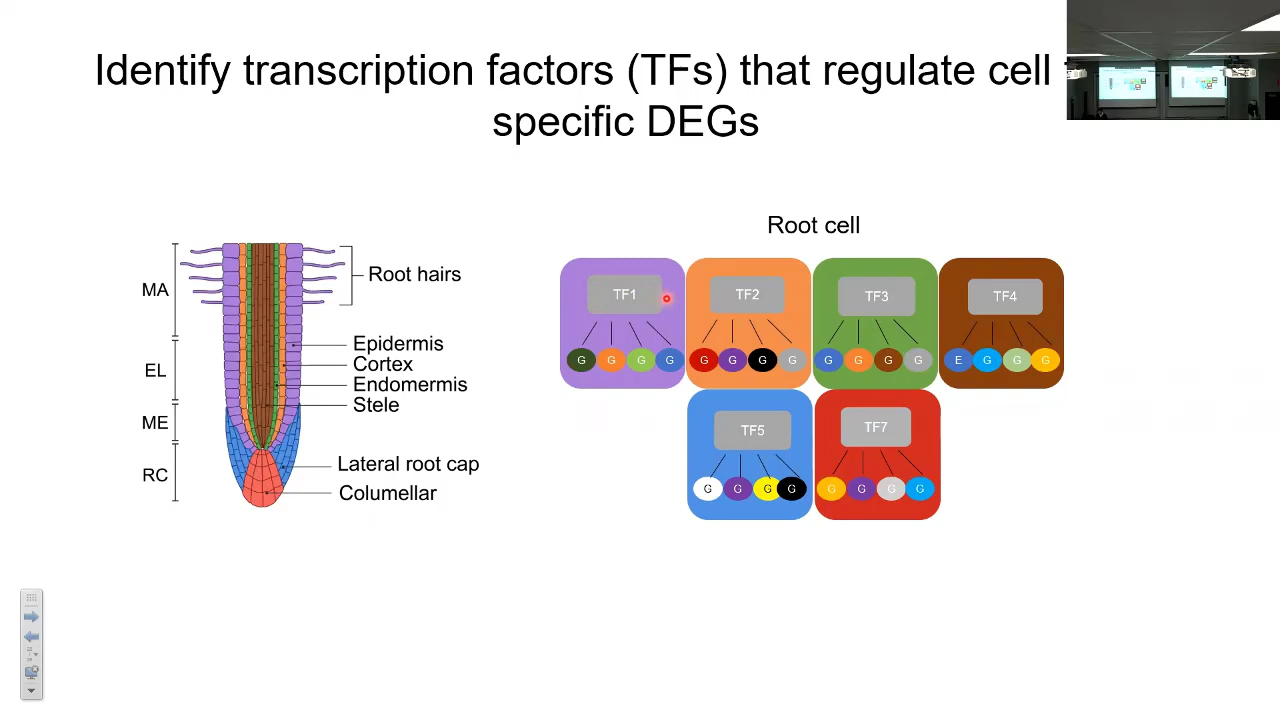 Identify transcription factors (TFs) that regulate cell
specific DEGs
Root cell
MA
EL
ME
RC
Root hairs
Epidermis
Cortex
Endomermis
Stele
Lateral root cap
Columellar
TF1
G G G G
TF2
G G G G
TF3
G G G G
TF4
E G G G
TF5
G G G G
TF7
G G G G